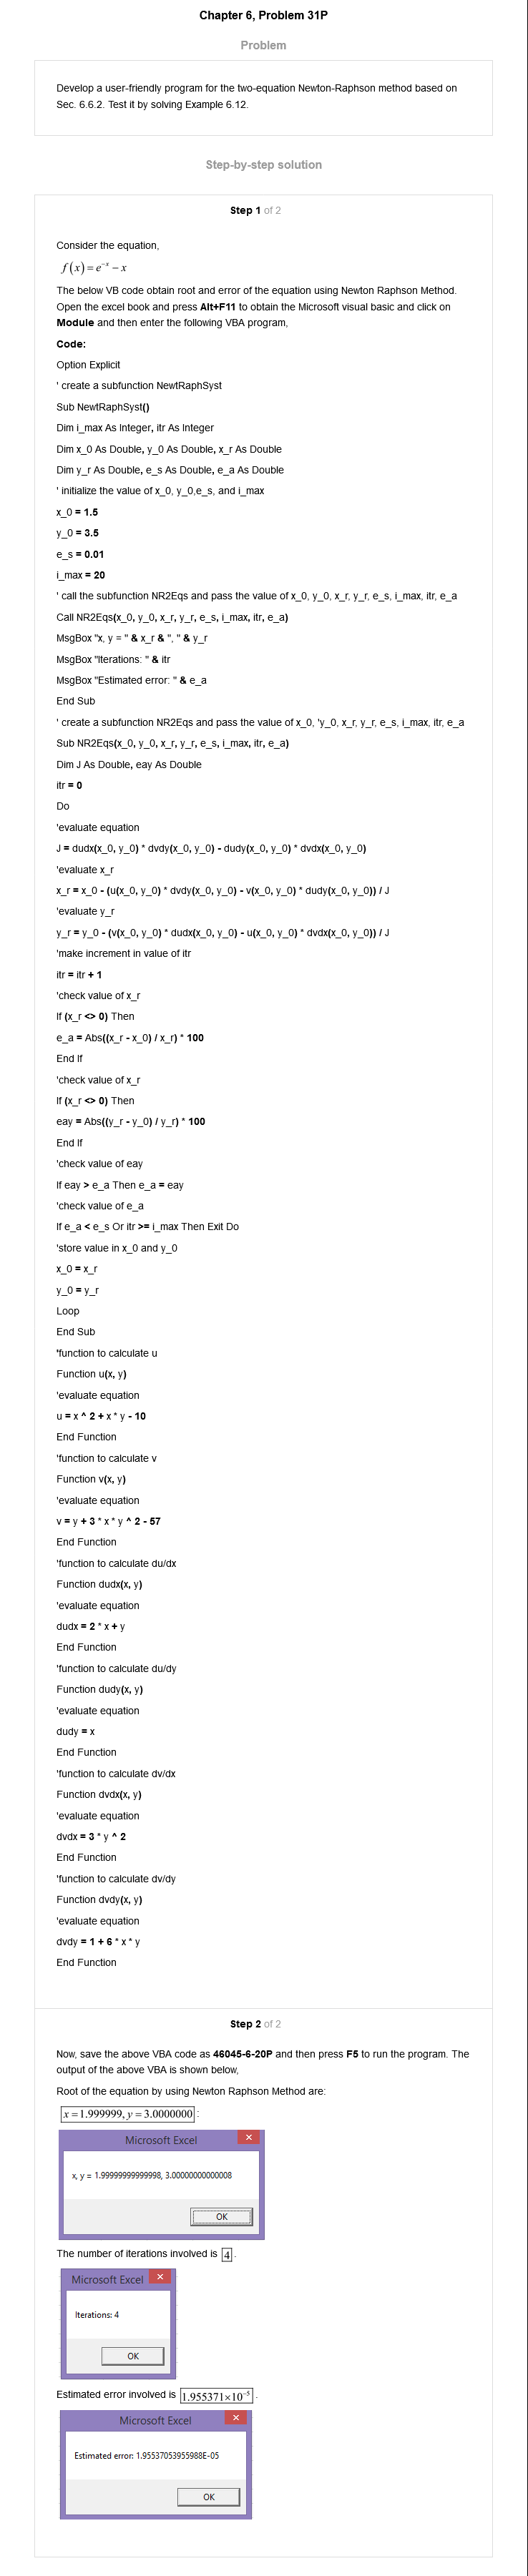 Chapter 6, Problem 31P
Problem
Develop a user-friendly program for the two-equation Newton-Raphson method based on
Sec. 6.6.2. Test it by solving Example 6.12.
Step-by-step solution
Step 1 of 2
Consider the equation,
f(x) = e^-x − x
The below VB code obtain root and error of the equation using Newton Raphson Method.
Open the excel book and press Alt+F11 to obtain the Microsoft visual basic and click on
Module and then enter the following VBA program,
Code:
Option Explicit
' create a subfunction NewtRaphSyst
Sub NewtRaphSyst()
Dim i_max As Integer, itr As Integer
Dim x_0 As Double, y_0 As Double, x_r As Double
Dim y_r As Double, e_s As Double, e_a As Double
' initialize the value of x_0, y_0,e_s, and i_max
x_0 = 1.5
y_0 = 3.5
e_s = 0.01
i_max = 20
' call the subfunction NR2Eqs and pass the value of x_0, y_0, x_r, y_r, e_s, i_max, itr, e_a
Call NR2Eqs(x_0, y_0, x_r, y_r, e_s, i_max, itr, e_a)
MsgBox "x, y = " & x_r & ", " & y_r
MsgBox "Iterations: " & itr
MsgBox "Estimated error: " & e_a
End Sub
' create a subfunction NR2Eqs and pass the value of x_0, 'y_0, x_r, y_r, e_s, i_max, itr, e_a
Sub NR2Eqs(x_0, y_0, x_r, y_r, e_s, i_max, itr, e_a)
Dim J As Double, eay As Double
itr = 0
Do
'evaluate equation
J = dudx(x_0, y_0) * dvdy(x_0, y_0) - dudy(x_0, y_0) * dvdx(x_0, y_0)
'evaluate x_r
x_r = x_0 - (u(x_0, y_0) * dvdy(x_0, y_0) - v(x_0, y_0) * dudy(x_0, y_0)) / J
'evaluate y_r
y_r = y_0 - (v(x_0, y_0) * dudx(x_0, y_0) - u(x_0, y_0) * dvdx(x_0, y_0)) / J
'make increment in value of itr
itr = itr + 1
'check value of x_r
If (x_r <> 0) Then
e_a = Abs((x_r - x_0) / x_r) * 100
End If
'check value of x_r
If (x_r <> 0) Then
eay = Abs((y_r - y_0) / y_r) * 100
End If
'check value of eay
If eay > e_a Then e_a = eay
'check value of e_a
If e_a < e_s Or itr >= i_max Then Exit Do
'store value in x_0 and y_0
x_0 = x_r
y_0 = y_r
Loop
End Sub
'function to calculate u
Function u(x, y)
'evaluate equation
u = x ^ 2 + x * y - 10
End Function
'function to calculate v
Function v(x, y)
'evaluate equation
v = y + 3 * x * y ^ 2 - 57
End Function
'function to calculate du/dx
Function dudx(x, y)
'evaluate equation
dudx = 2 * x + y
End Function
'function to calculate du/dy
Function dudy(x, y)
'evaluate equation
dudy = x
End Function
'function to calculate dv/dx
Function dvdx(x, y)
'evaluate equation
dvdx = 3 * y ^ 2
End Function
'function to calculate dv/dy
Function dvdy(x, y)
'evaluate equation
dvdy = 1 + 6 * x * y
End Function
Step 2 of 2
Now, save the above VBA code as 46045-6-20P and then press F5 to run the program. The
output of the above VBA is shown below,
Root of the equation by using Newton Raphson Method are:
x = 1.999999, y = 3.0000000 :
Microsoft Excel
x, y = 1.99999999999998, 3.00000000000008
OK
The number of iterations involved is 4 .
Microsoft Excel
Iterations: 4
OK
Estimated error involved is 1.955371×10^-5 .
Microsoft Excel
Estimated error: 1.95537053955988E-05
OK